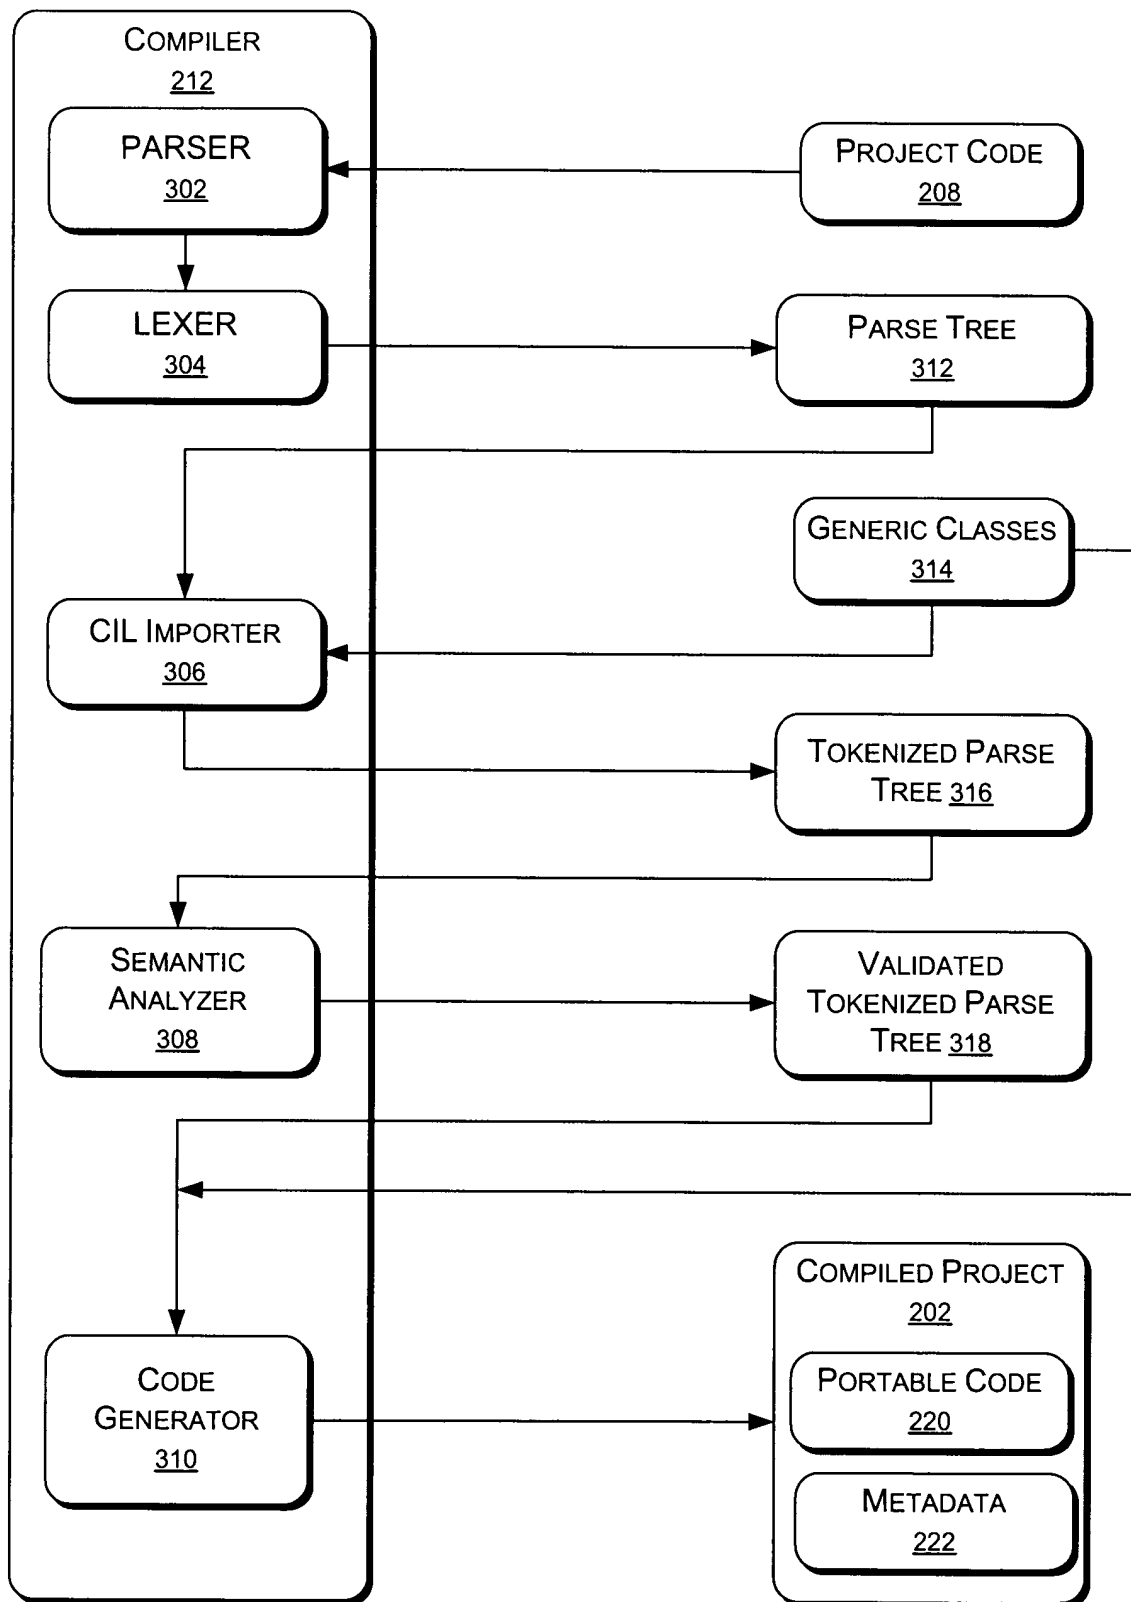 COMPILER
212
PARSER
302
PROJECT CODE
208
LEXER
304
PARSE TREE
312
GENERIC CLASSES
314
CIL IMPORTER
306
TOKENIZED PARSE
TREE 316
SEMANTIC
ANALYZER
308
VALIDATED
TOKENIZED PARSE
TREE 318
COMPILED PROJECT
202
CODE
GENERATOR
310
PORTABLE CODE
220
METADATA
222